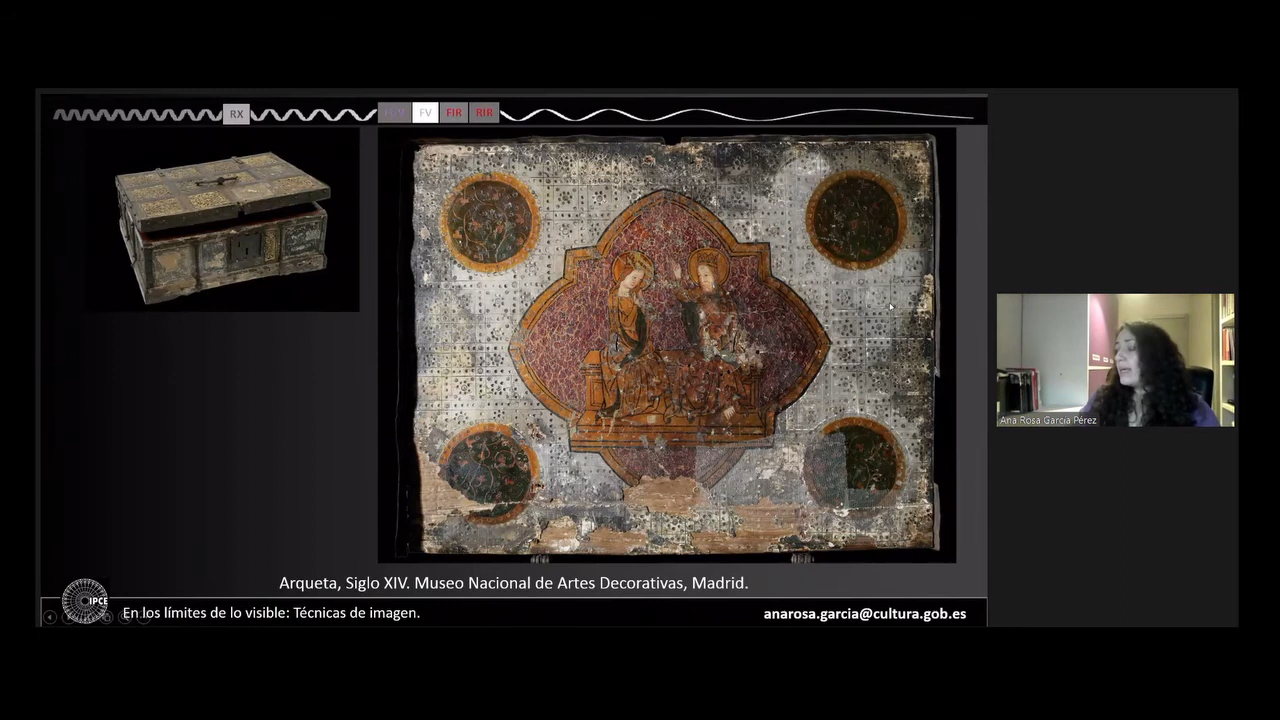 RX
FV
FIR
RIR
Ana Rosa García Pérez
Arqueta, Siglo XIV. Museo Nacional de Artes Decorativas, Madrid.
IPCE
En los límites de lo visible: Técnicas de imagen.
anarosa.garcia@cultura.gob.es